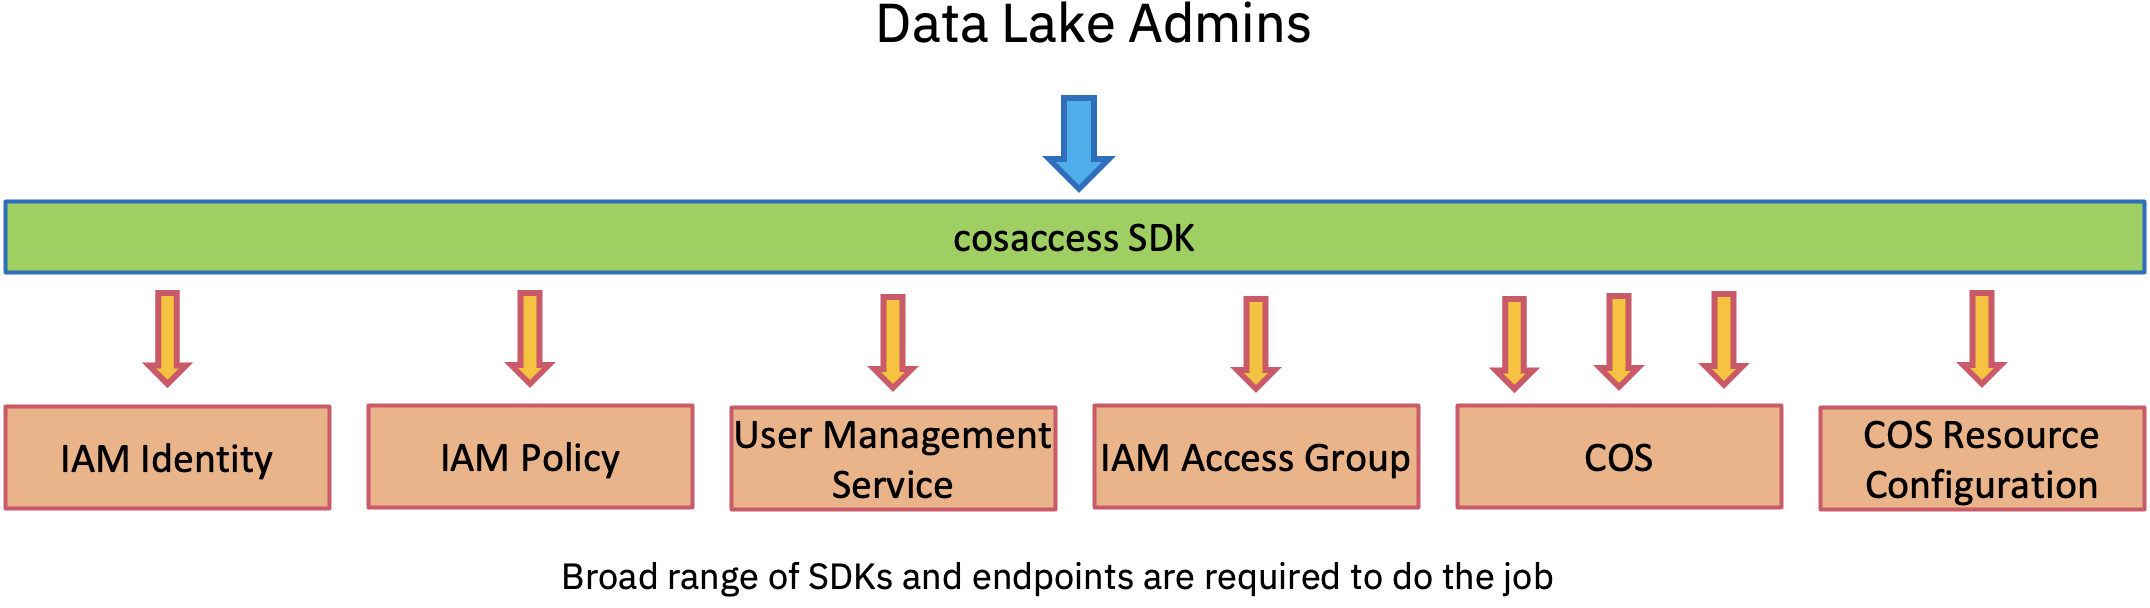 Data Lake Admins
cosaccess SDK
IAM Identity
IAM Policy
User Management
Service
IAM Access Group
COS
COS Resource
Configuration
Broad range of SDKs and endpoints are required to do the job